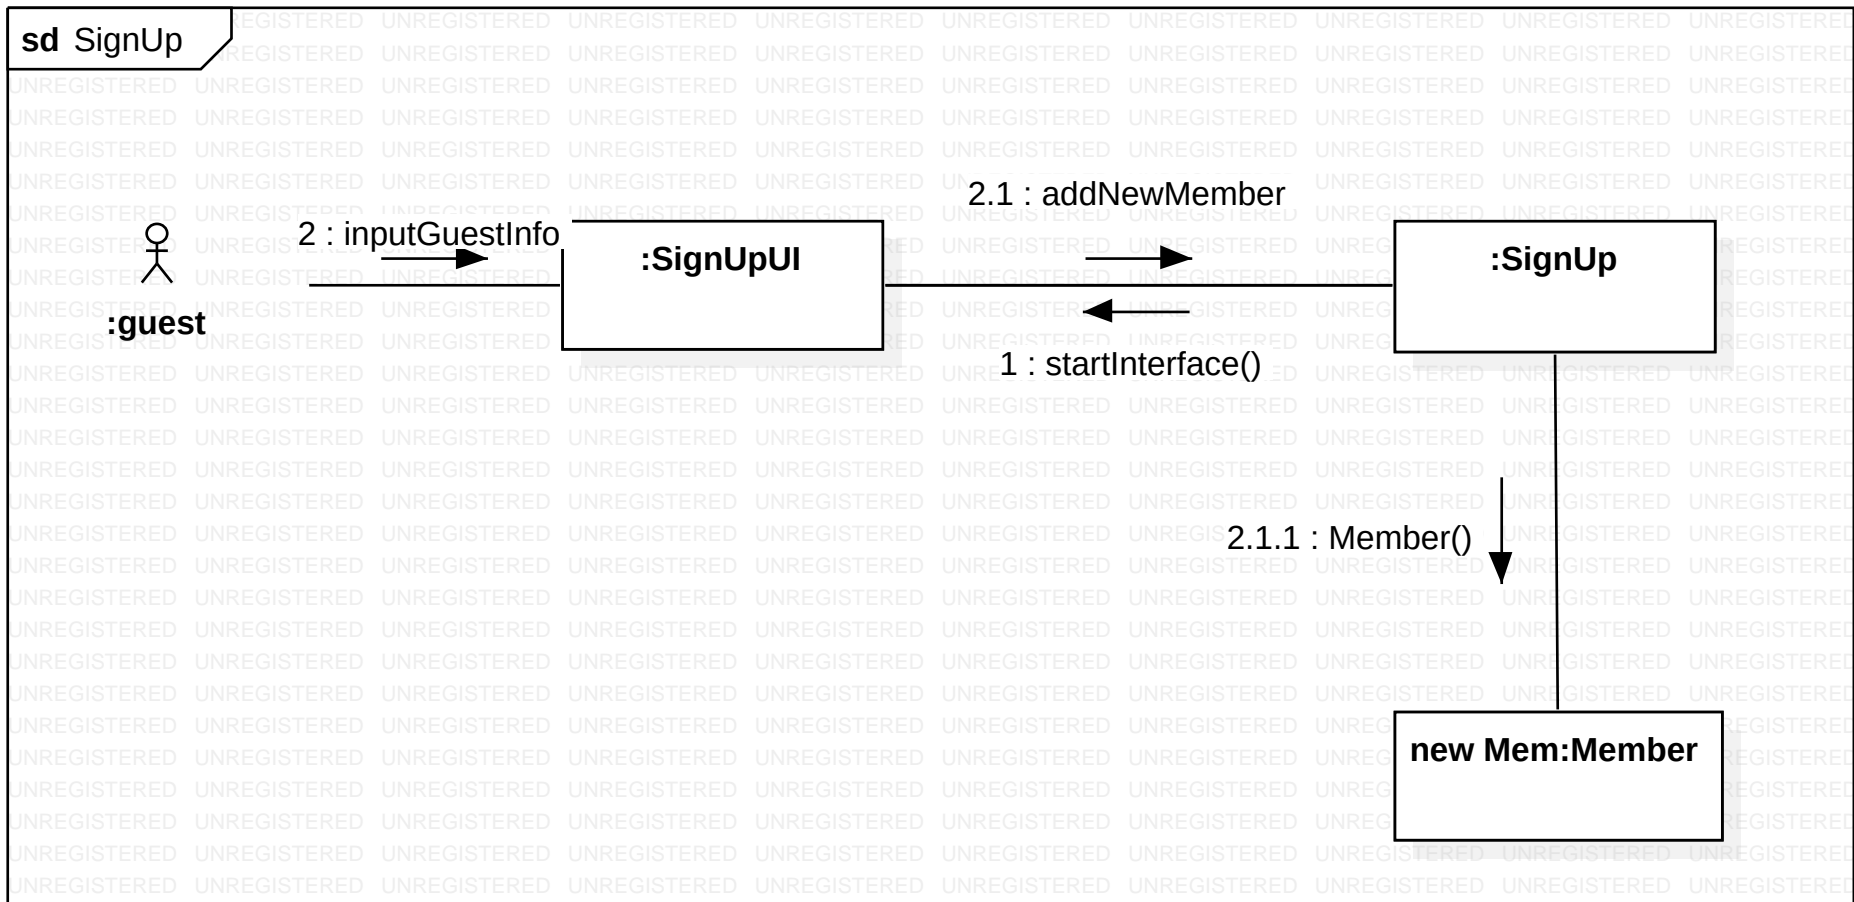 sd SignUp
2.1 : addNewMember
2 : inputGuestInfo
:SignUpUI
:SignUp
:guest
1 : startInterface()
2.1.1 : Member()
new Mem:Member
UNREGISTERED